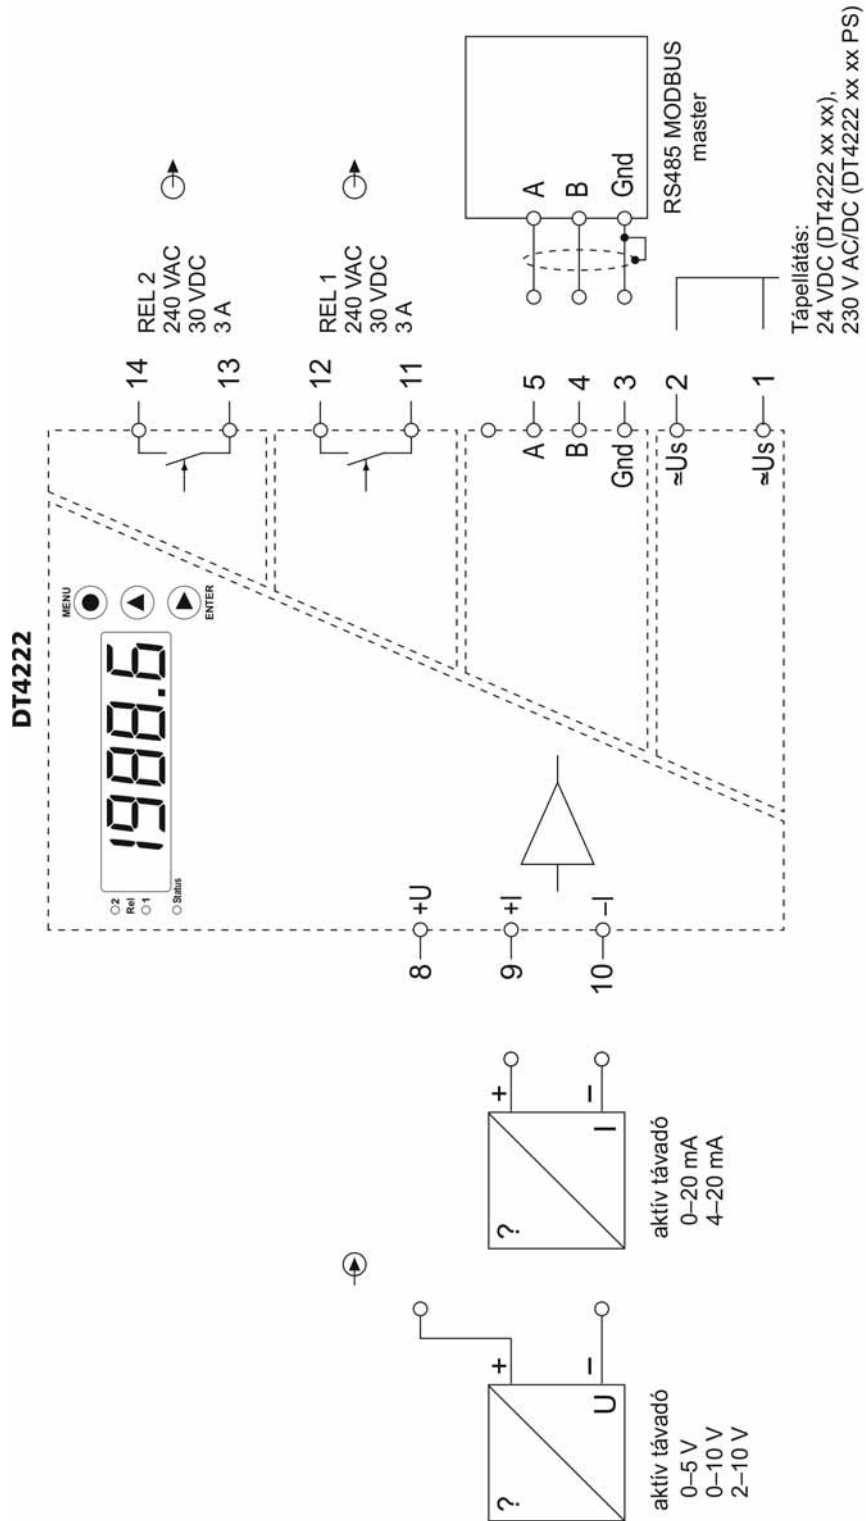 DT4222
1988.6
MENU
ENTER
2
Rel
1
Status
14
13
REL 2
240 VAC
30 VDC
3 A
12
11
REL 1
240 VAC
30 VDC
3 A
A
5
B
4
Gnd
3
≃Us
2
≃Us
1
A
B
Gnd
RS485 MODBUS
master
Tápellátás:
24 VDC (DT4222 xx xx),
230 V AC/DC (DT4222 xx xx PS)
8
+U
9
+I
10
–I
+
–
?
I
aktív távadó
0–20 mA
4–20 mA
+
–
?
U
aktív távadó
0–5 V
0–10 V
2–10 V